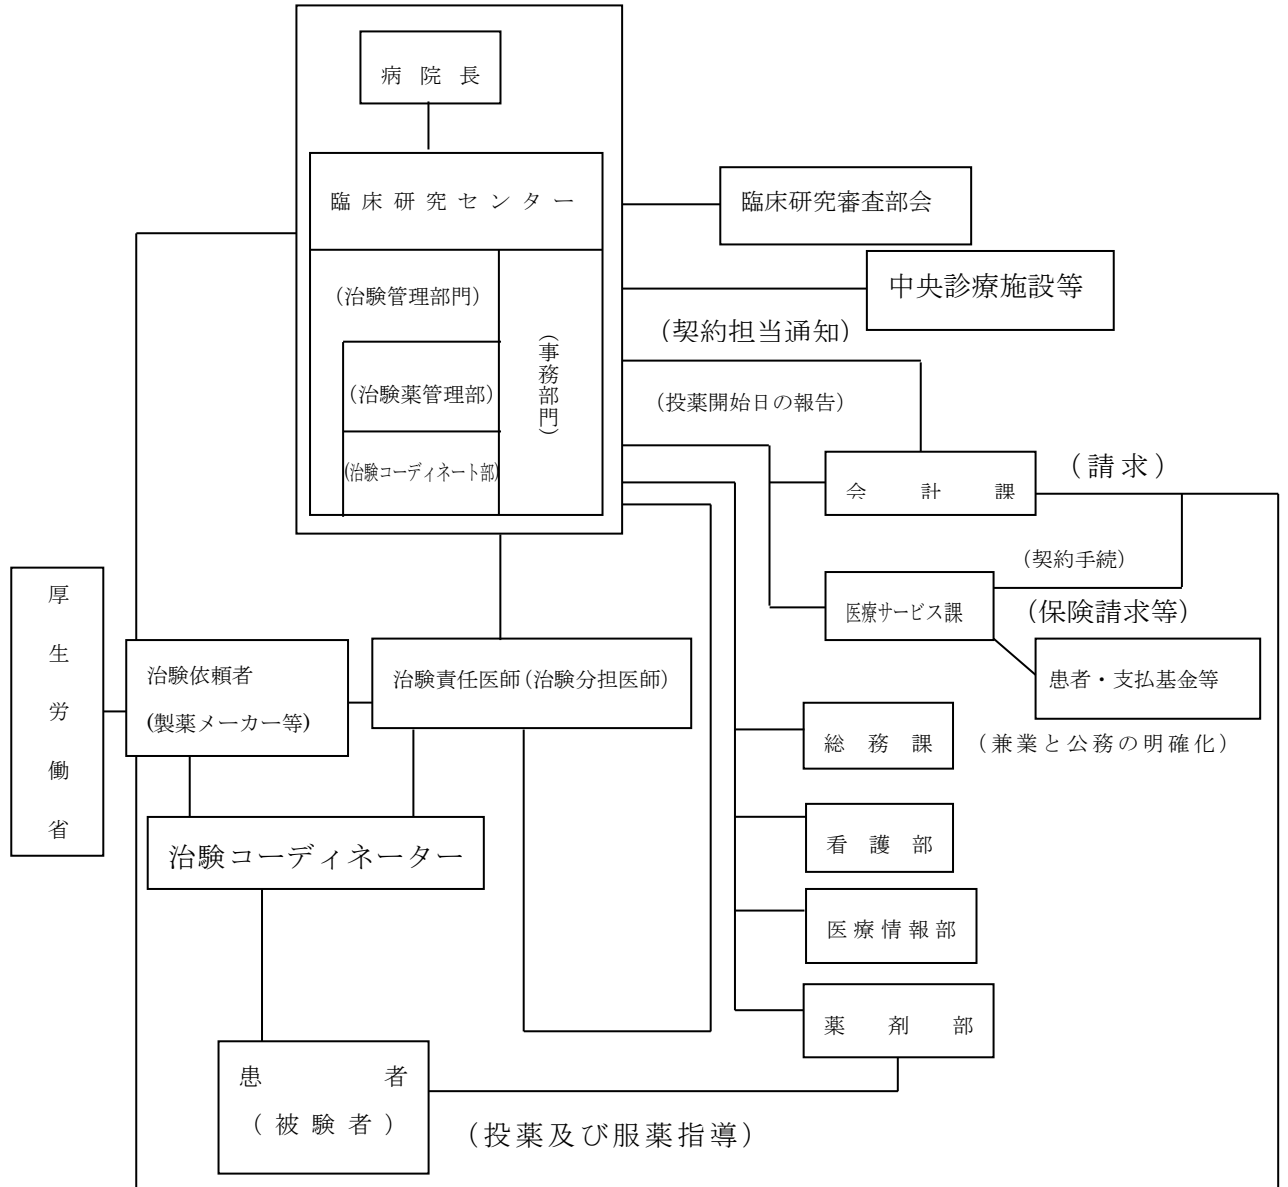 病院長
臨床研究センター
臨床研究審査部会
中央診療施設等
(治験管理部門)
(契約担当通知)
(事務部門)
(治験薬管理部)
(投薬開始日の報告)
(治験コーディネート部)
(請求)
会計課
(契約手続)
厚生労働省
医療サービス課
(保険請求等)
治験依頼者
(製薬メーカー等)
治験責任医師(治験分担医師)
患者・支払基金等
総務課
(兼業と公務の明確化)
治験コーディネーター
看護部
医療情報部
薬剤部
患者
(被験者)
(投薬及び服薬指導)